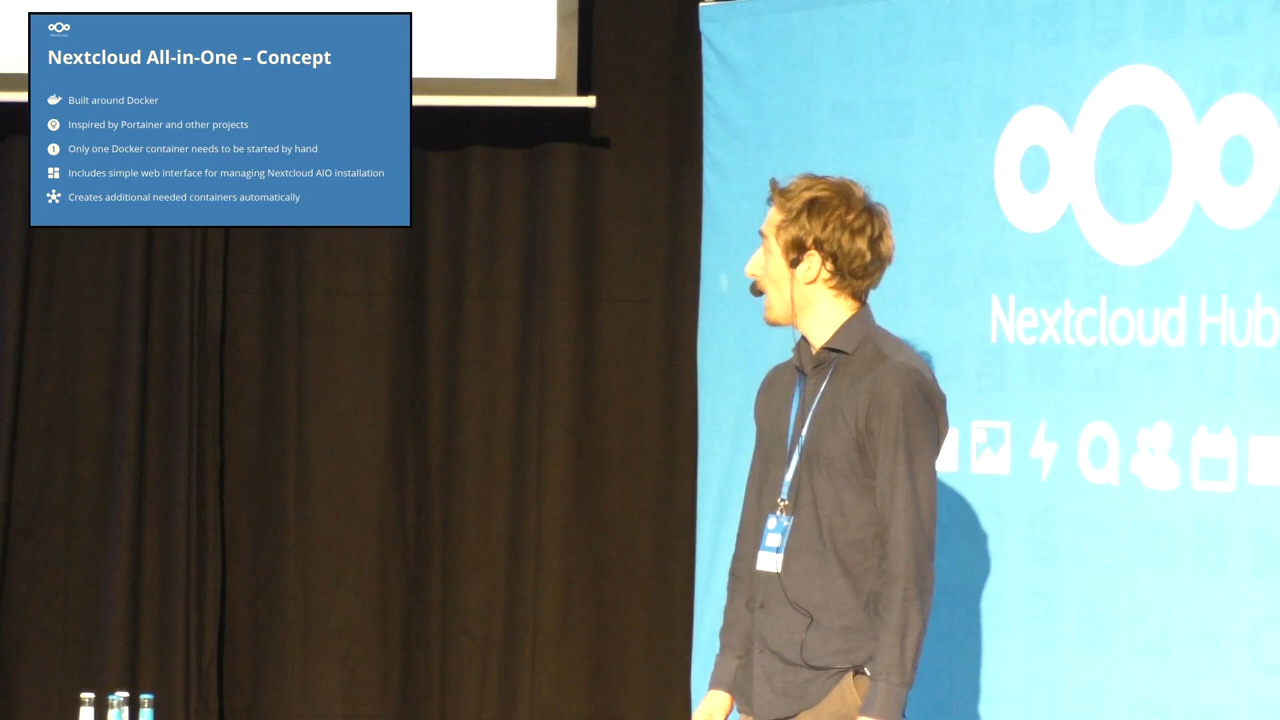 Nextcloud All-in-One – Concept
Built around Docker
Inspired by Portainer and other projects
1 Only one Docker container needs to be started by hand
Includes simple web interface for managing Nextcloud AIO installation
Creates additional needed containers automatically
Nextcloud Hub